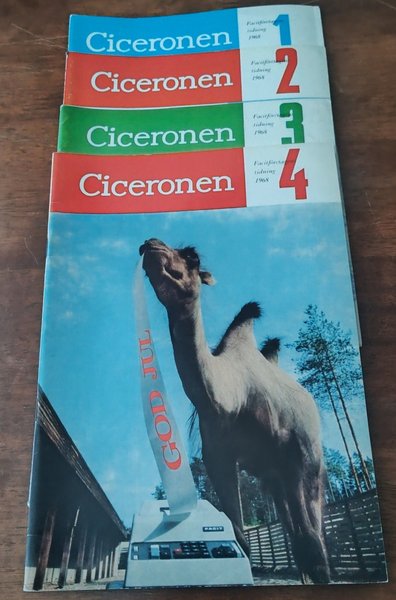 Ciceronen
Facitföretagens
tidning
1968
1
Ciceronen
Facitföretagens
tidning
1968
2
Ciceronen
Facitföretagens
tidning
1968
3
Ciceronen
Facitföretagens
tidning
1968
4
GOD JUL
FACIT